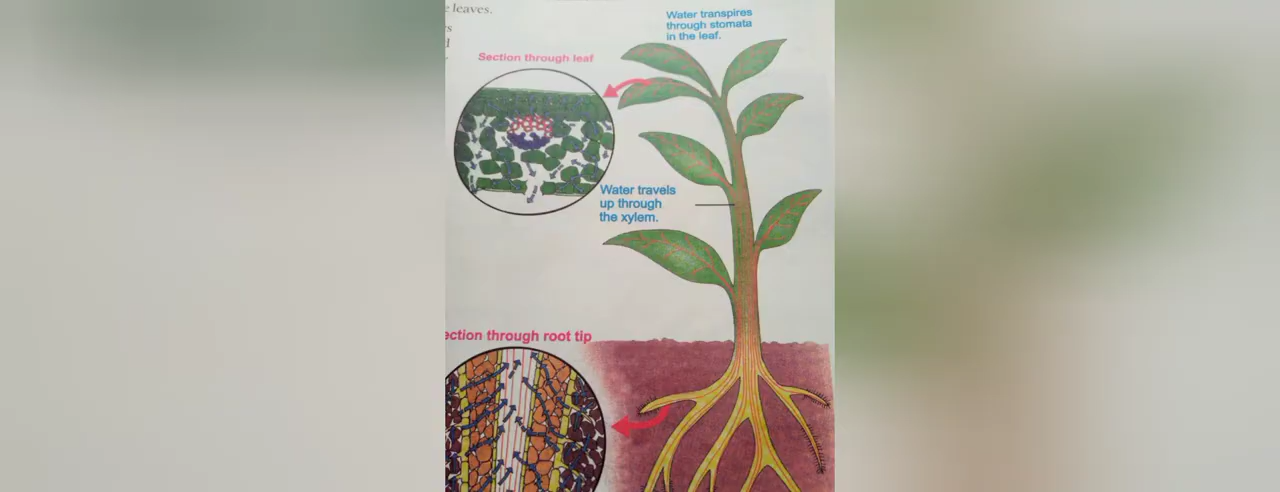 leaves.
Water transpires
through stomata
in the leaf.
Section through leaf
Water travels
up through
the xylem.
ection through root tip